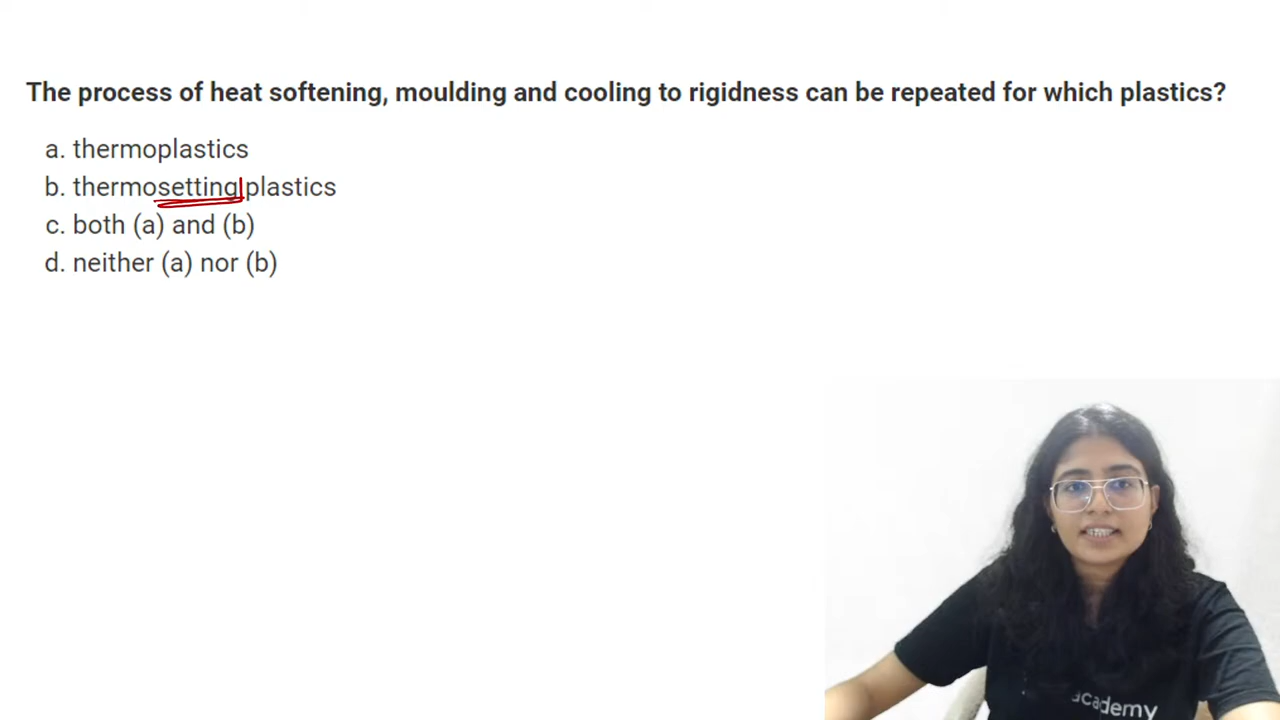 The process of heat softening, moulding and cooling to rigidness can be repeated for which plastics?
a. thermoplastics
b. thermosetting plastics
c. both (a) and (b)
d. neither (a) nor (b)
academy